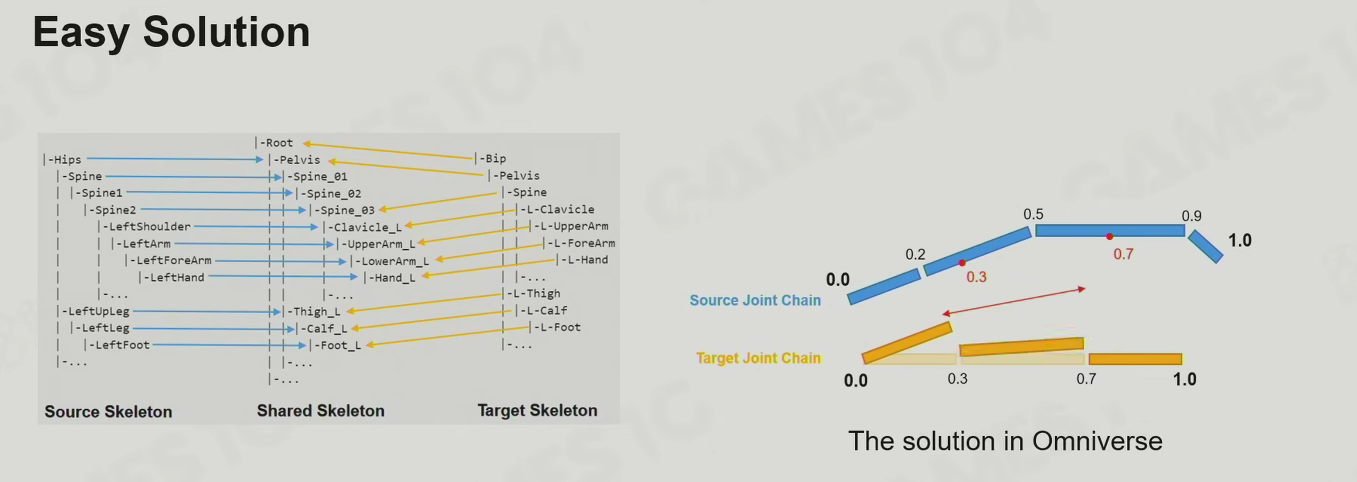 Easy Solution
|-Root
|-Hips
|-Pelvis
|-Bip
|-Spine
|-Spine_01
|-Pelvis
|-Spine1
|-Spine_02
|-Spine
|-Spine2
|-Spine_03
|-L-Clavicle
|-LeftShoulder
|-Clavicle_L
|-L-UpperArm
|-LeftArm
|-UpperArm_L
|-L-ForeArm
|-LeftForeArm
|-LowerArm_L
|-L-Hand
|-LeftHand
|-Hand_L
|-...
|-...
|-...
|-L-Thigh
|-LeftUpLeg
|-Thigh_L
|-L-Calf
|-LeftLeg
|-Calf_L
|-L-Foot
|-LeftFoot
|-Foot_L
|-...
|-...
|-...
|-...
Source Skeleton
Shared Skeleton
Target Skeleton
0.5
0.9
0.2
1.0
0.7
0.0
0.3
Source Joint Chain
Target Joint Chain
0.0
0.3
0.7
1.0
The solution in Omniverse
GAMES104